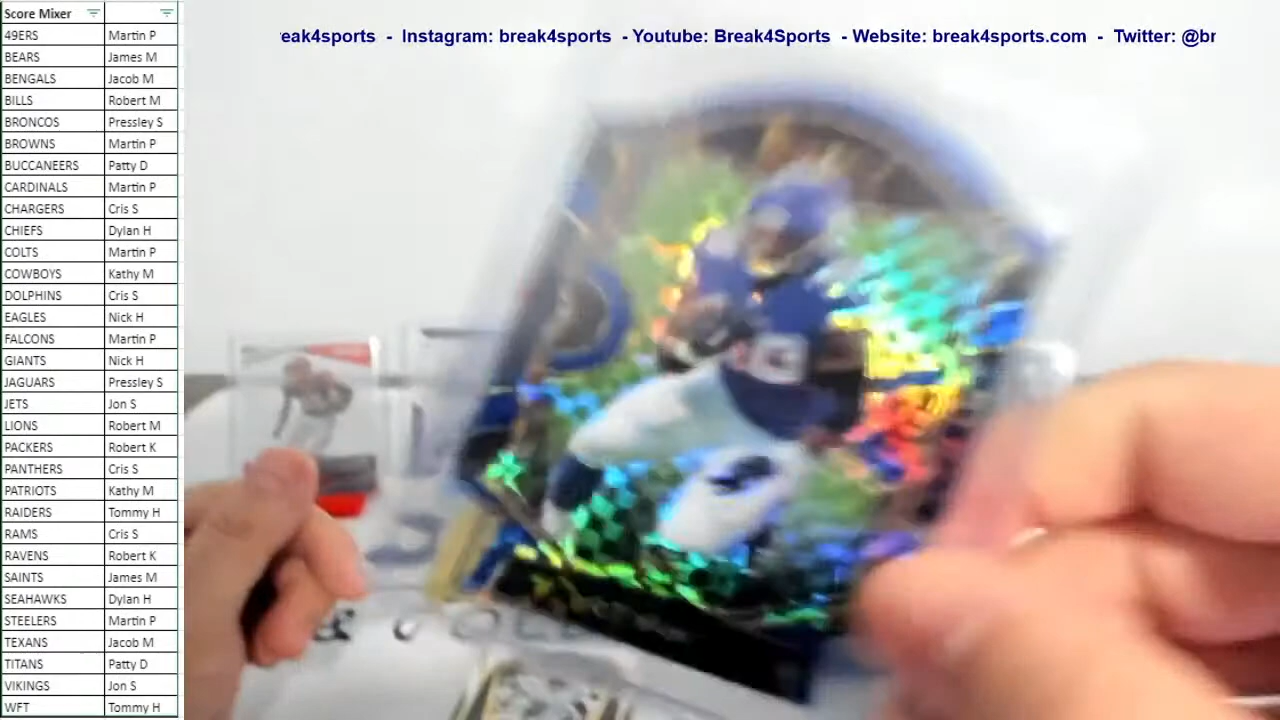 Score Mixer
49ERS Martin P
BEARS James M
BENGALS Jacob M
BILLS Robert M
BRONCOS Pressley S
BROWNS Martin P
BUCCANEERS Patty D
CARDINALS Martin P
CHARGERS Cris S
CHIEFS Dylan H
COLTS Martin P
COWBOYS Kathy M
DOLPHINS Cris S
EAGLES Nick H
FALCONS Martin P
GIANTS Nick H
JAGUARS Pressley S
JETS Jon S
LIONS Robert M
PACKERS Robert K
PANTHERS Cris S
PATRIOTS Kathy M
RAIDERS Tommy H
RAMS Cris S
RAVENS Robert K
SAINTS James M
SEAHAWKS Dylan H
STEELERS Martin P
TEXANS Jacob M
TITANS Patty D
VIKINGS Jon S
WFT Tommy H
eak4sports - Instagram: break4sports - Youtube: Break4Sports - Website: break4sports.com - Twitter: @br